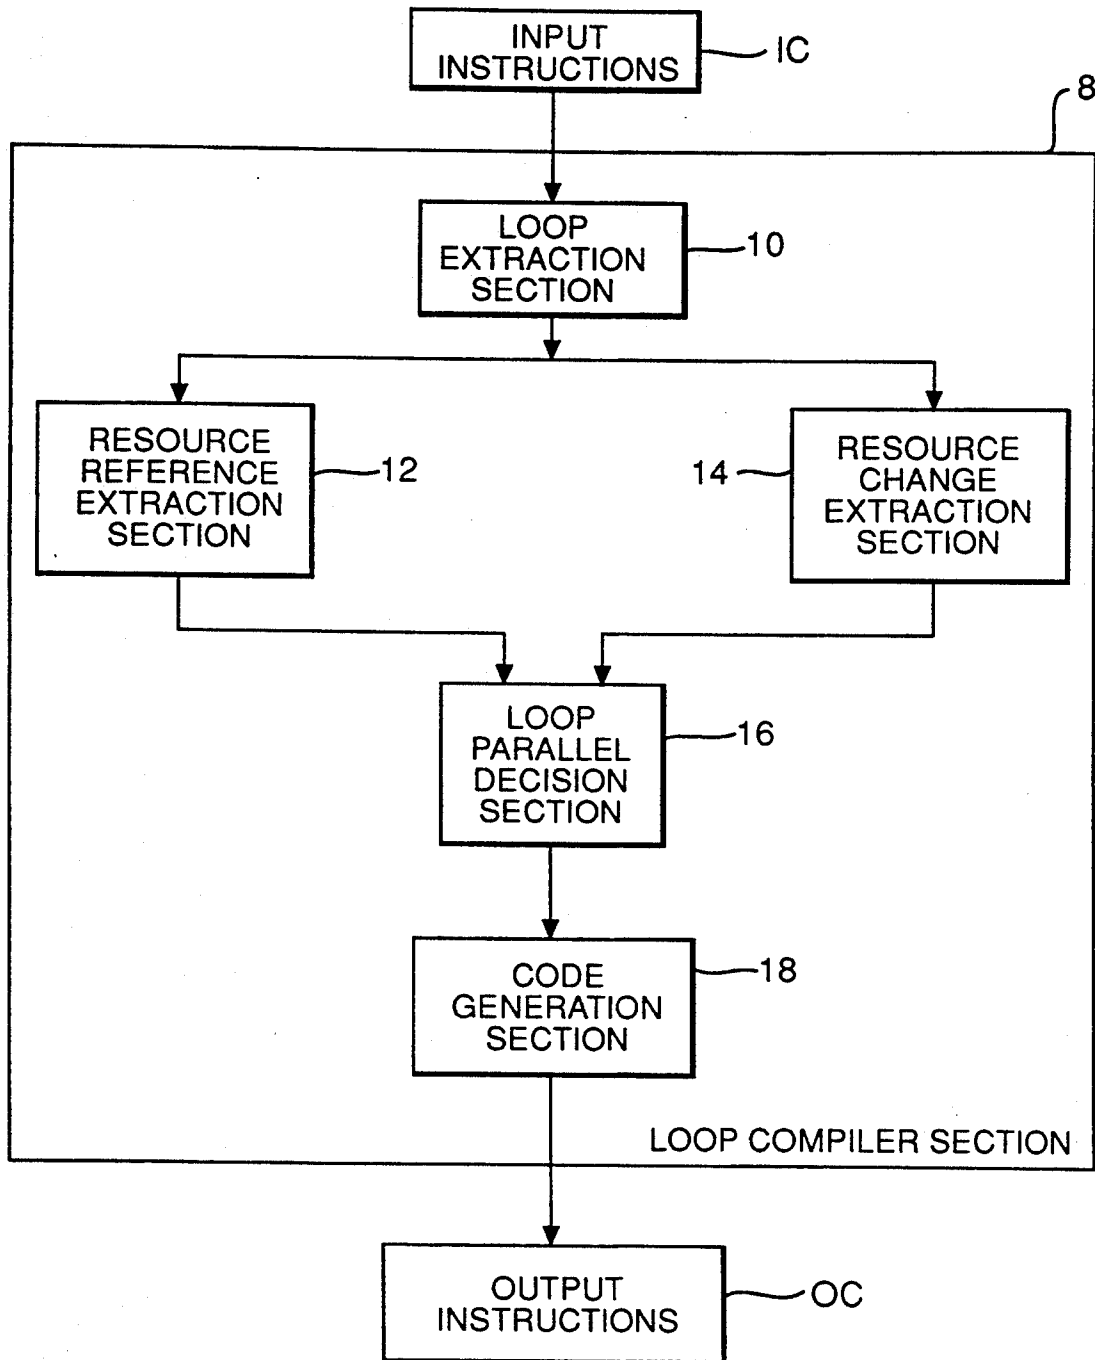 INPUT
INSTRUCTIONS
IC
8
LOOP
EXTRACTION
SECTION
10
RESOURCE
REFERENCE
EXTRACTION
SECTION
12
14
RESOURCE
CHANGE
EXTRACTION
SECTION
LOOP
PARALLEL
DECISION
SECTION
16
CODE
GENERATION
SECTION
18
LOOP COMPILER SECTION
OUTPUT
INSTRUCTIONS
OC